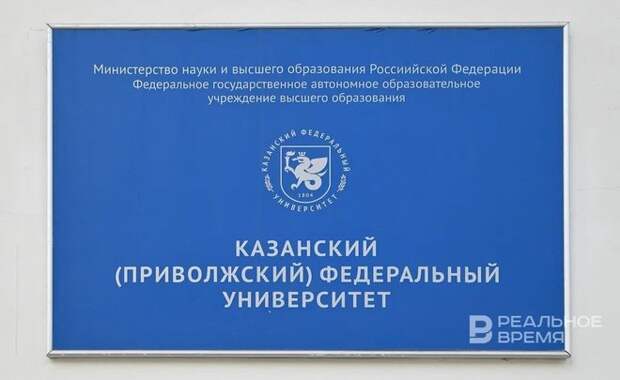 Министерство науки и высшего образования Россиийской Федерации
Федеральное государственное автономное образовательное
учреждение высшего образования
КАЗАНСКИЙ ФЕДЕРАЛЬНЫЙ
1804
УНИВЕРСИТЕТ
КАЗАНСКИЙ
(ПРИВОЛЖСКИЙ) ФЕДЕРАЛЬНЫЙ
УНИВЕРСИТЕТ
РЕАЛЬНОЕ
ВРЕМЯ